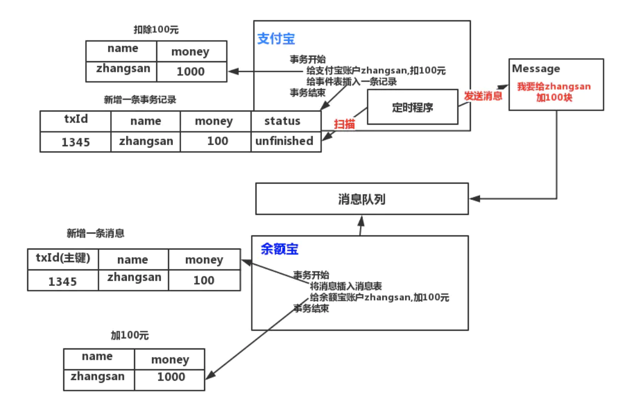 扣除100元
name money
zhangsan 1000
支付宝
事务开始
给支付宝账户zhangsan,扣100元
给事件表插入一条记录
事务结束
新增一条事务记录
txId name money status
1345 zhangsan 100 unfinished
扫描
定时程序
发送消息
Message
我要给zhangsan
加100块
消息队列
新增一条消息
txId(主键) name money
1345 zhangsan 100
余额宝
事务开始
将消息插入消息表
给余额宝账户zhangsan,加100元
事务结束
加100元
name money
zhangsan 1000